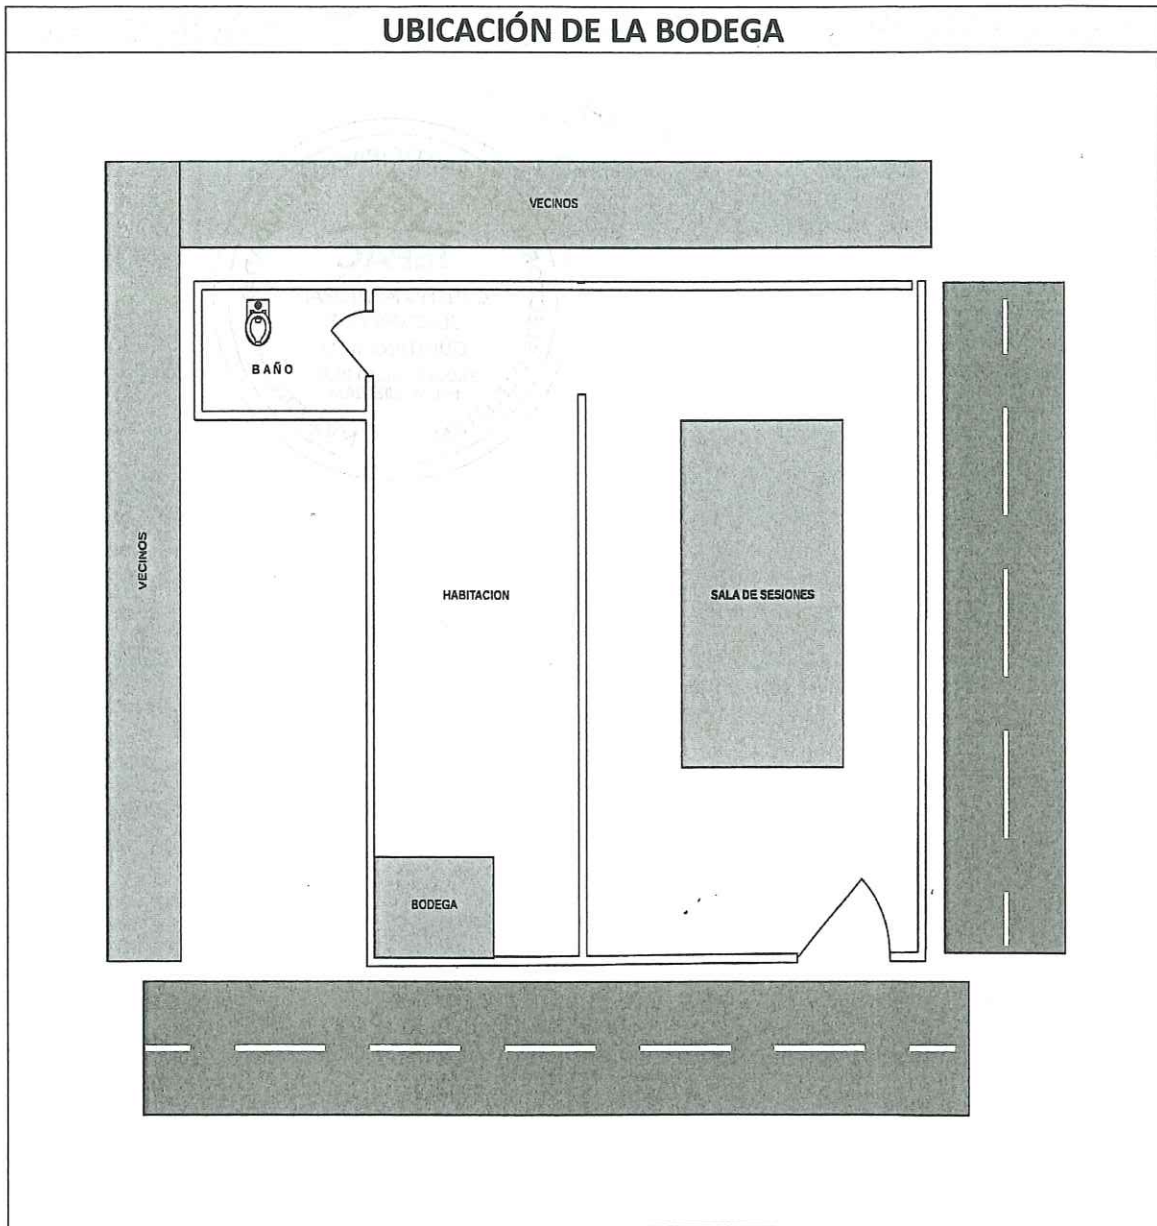 UBICACIÓN DE LA BODEGA
VECINOS
BAÑO
VECINOS
HABITACION
SALA DE SESIONES
BODEGA